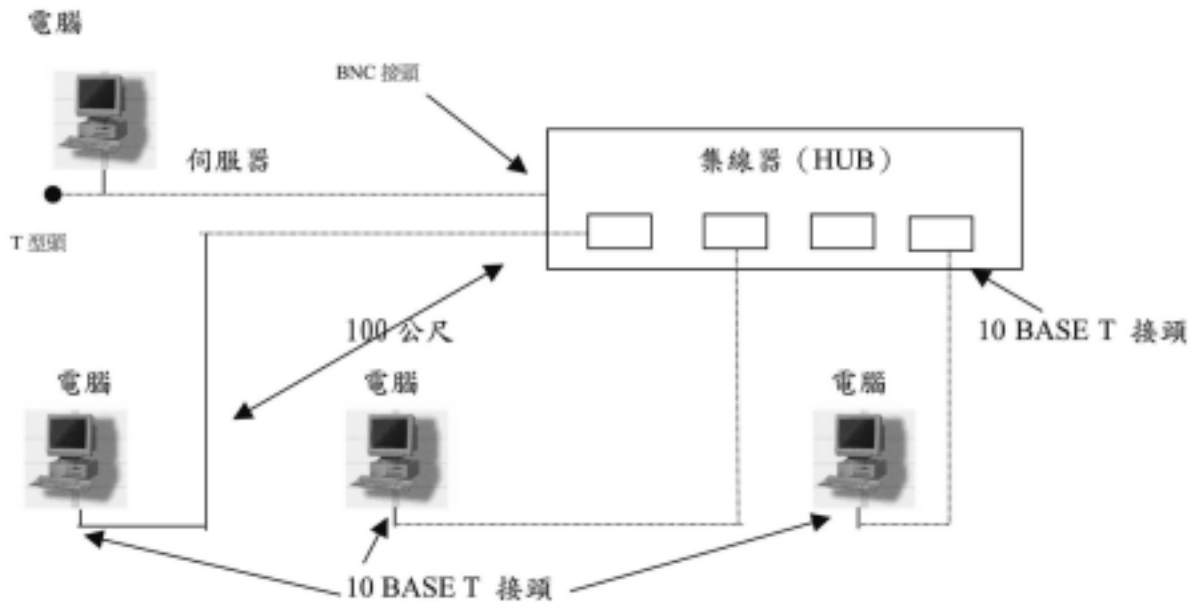 電腦
BNC 接頭
伺服器
集線器（HUB）
T 型頭
100 公尺
10 BASE T 接頭
電腦
電腦
電腦
10 BASE T 接頭